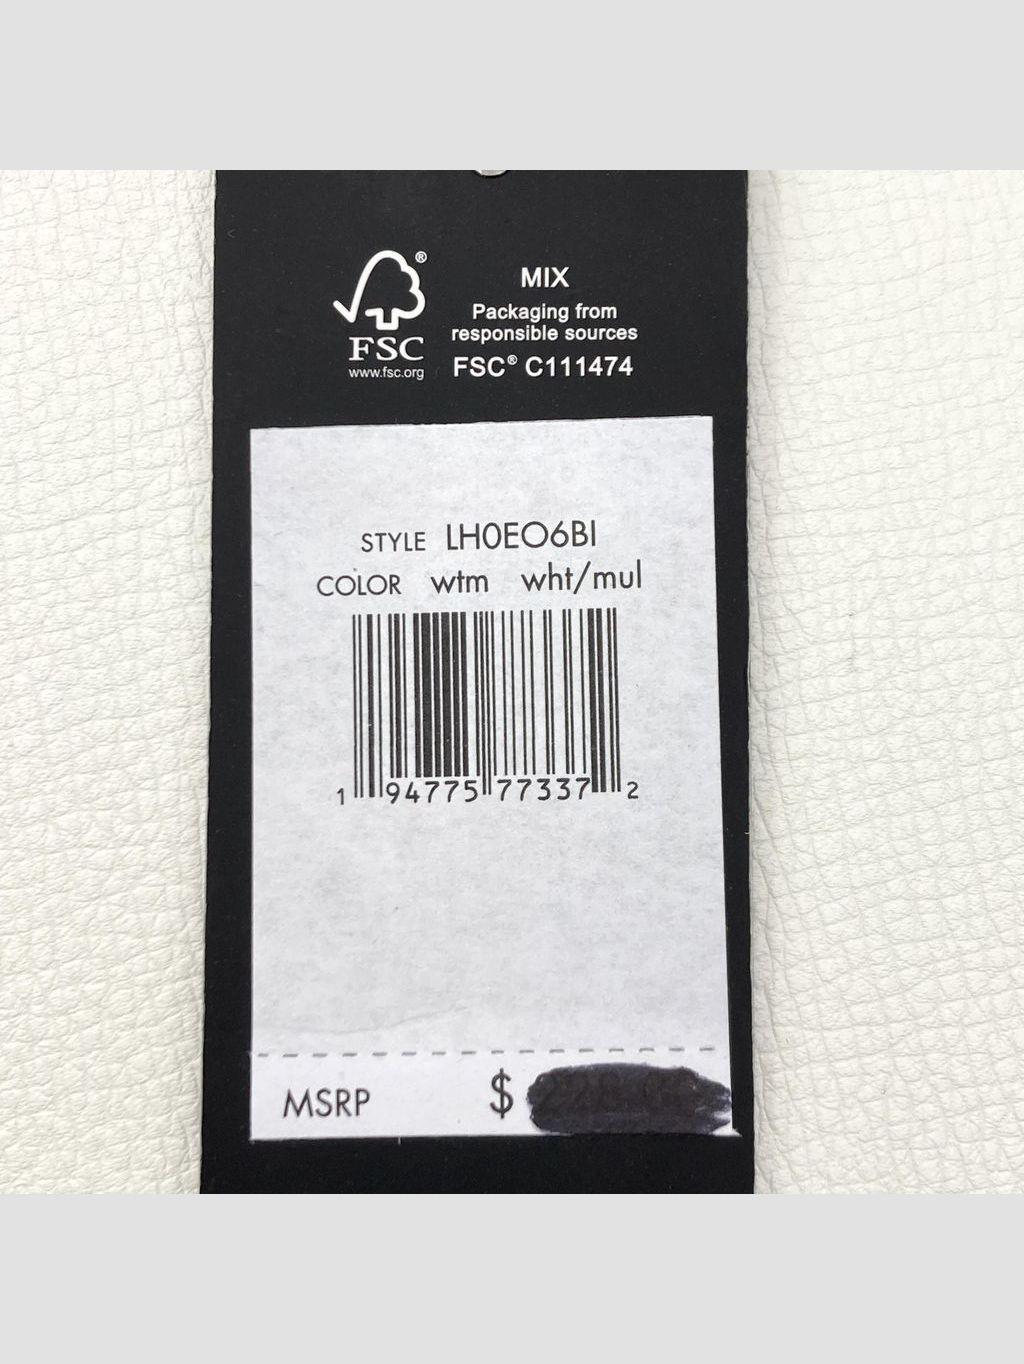 ®
FSC
www.fsc.org
MIX
Packaging from
responsible sources
FSC® C111474
STYLE LH0EO6BI
COLOR wtm wht/mul
1 94775 77337 2
MSRP $